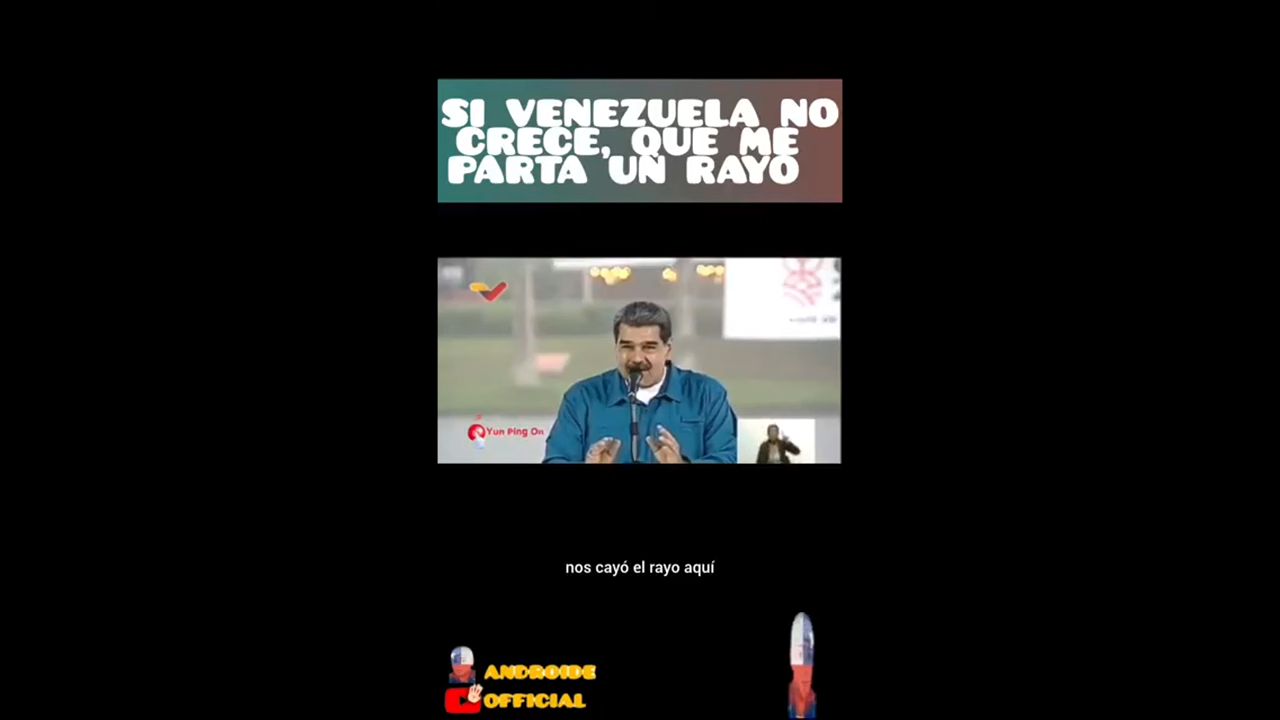 SI VENEZUELA NO
CRECE, QUE ME
PARTA UN RAYO
Yun Ping On
nos cayó el rayo aquí
ANDROIDE
OFFICIAL